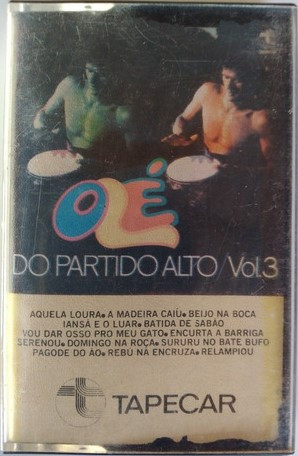 OLÉ
DO PARTIDO ALTO/Vol.3
AQUELA LOURA • A MADEIRA CAIÚ • BEIJO NA BOCA
IANSÃ E O LUAR • BATIDA DE SABÃO
VOU DAR OSSO PRO MEU GATO • ENCURTA A BARRIGA
SERENOU • DOMINGO NA ROÇA • SURURU NO BATE BUFO
PAGODE DO AO • REBU NA ENCRUZA • RELAMPIOU
TAPECAR